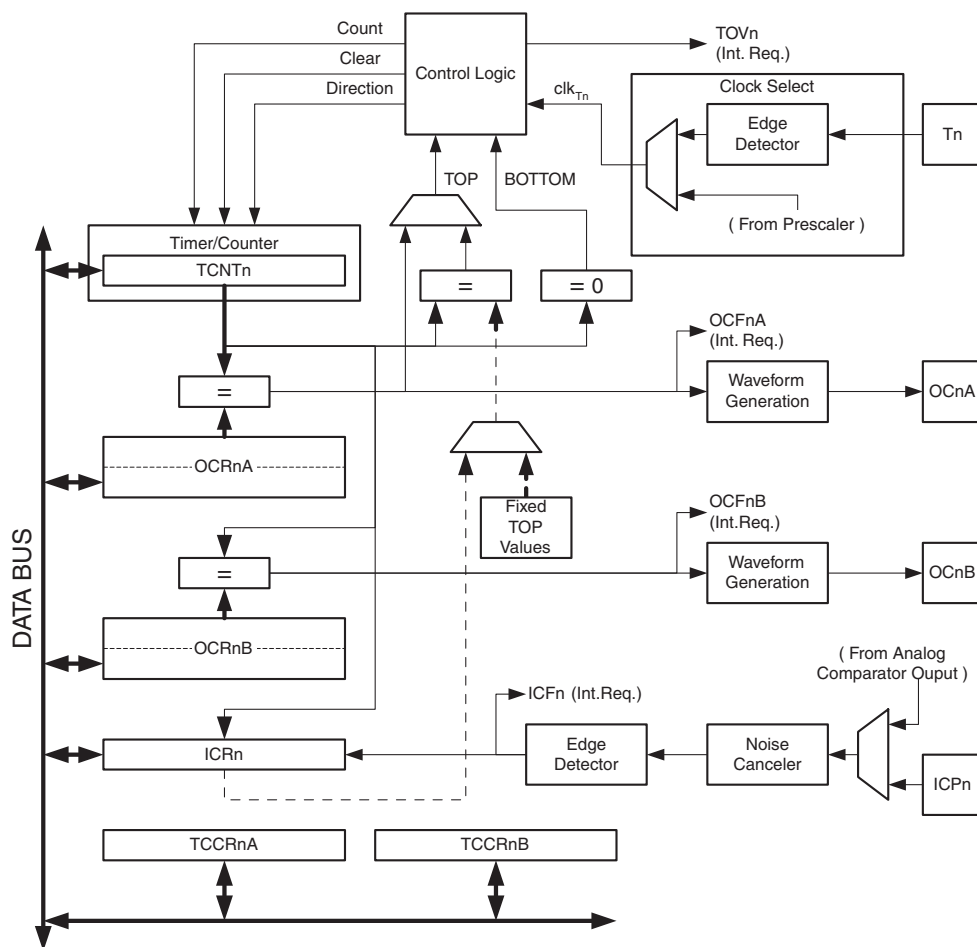 Count
Clear
Direction
Control Logic
TOVn
(Int. Req.)
clkTn
Clock Select
Edge
Detector
Tn
( From Prescaler )
TOP
BOTTOM
Timer/Counter
TCNTn
=
= 0
OCFnA
(Int. Req.)
=
Waveform
Generation
OCnA
OCRnA
Fixed
TOP
Values
OCFnB
(Int.Req.)
=
Waveform
Generation
OCnB
OCRnB
DATA BUS
( From Analog
Comparator Ouput )
ICFn (Int.Req.)
ICRn
Edge
Detector
Noise
Canceler
ICPn
TCCRnA
TCCRnB